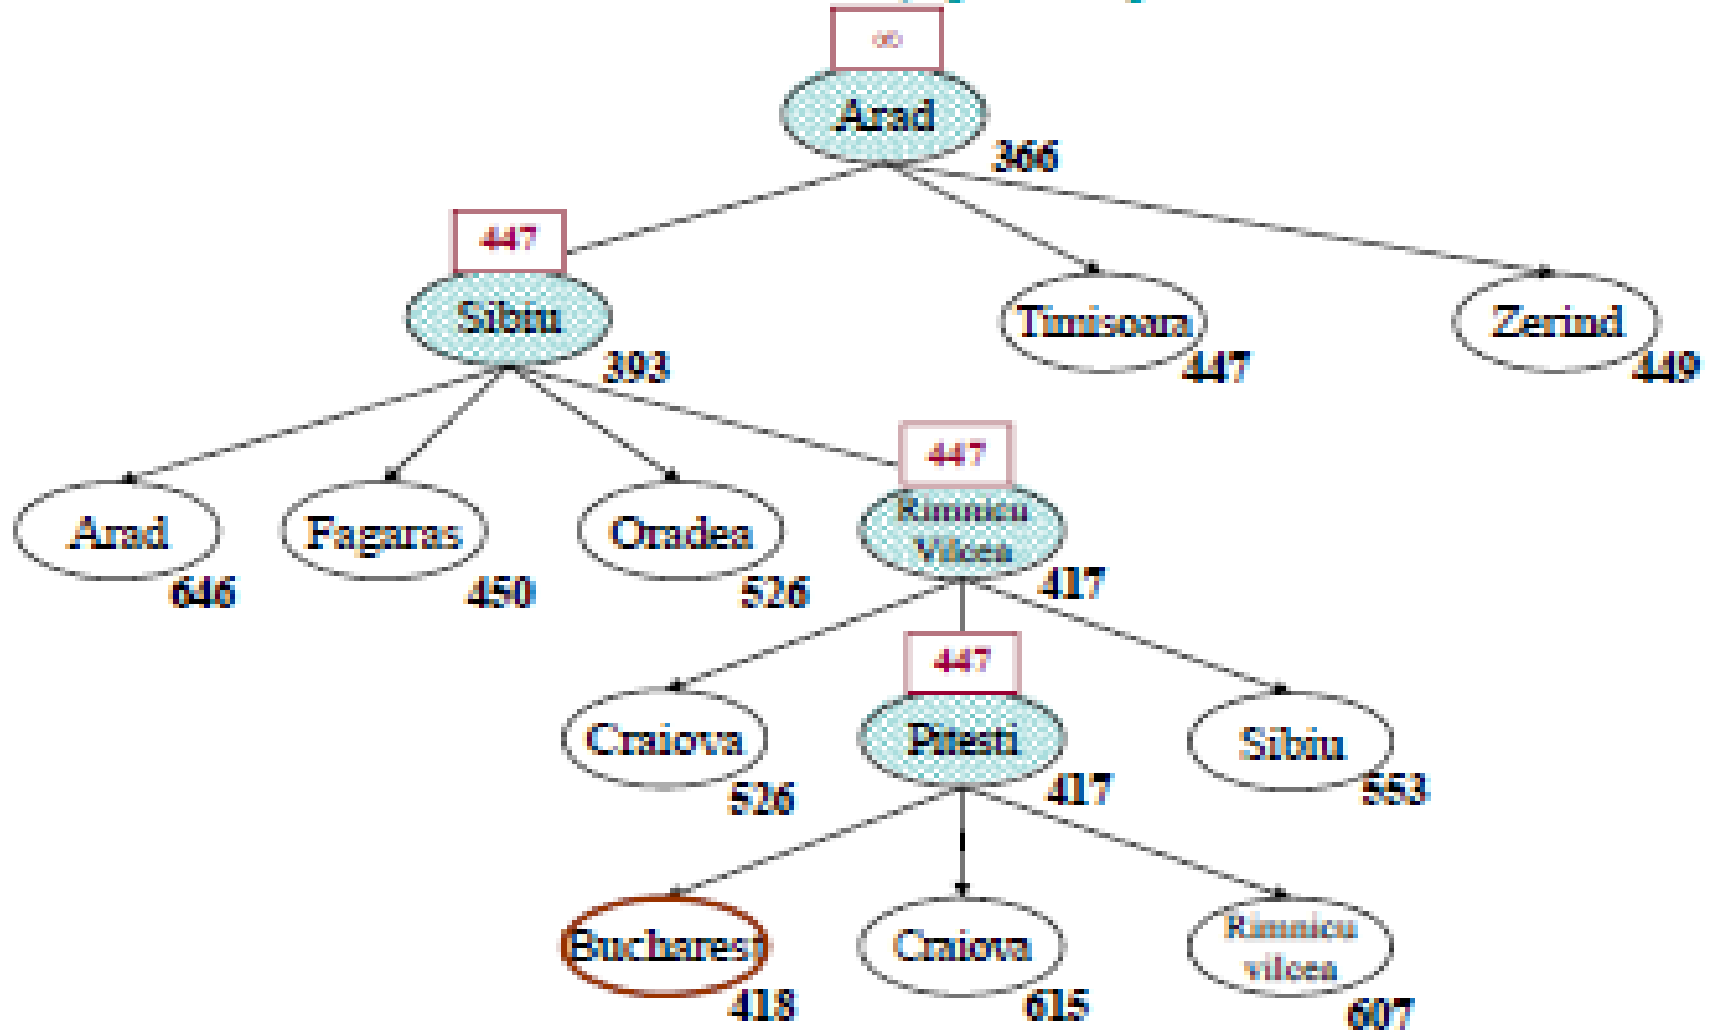 ∞
Arad
366
447
Sibiu
393
Timisoara
447
Zerind
449
Arad
646
Fagaras
450
Oradea
526
447
Rimnicu
Vilcea
417
Craiova
526
447
Pitesti
417
Sibiu
553
Bucharest
418
Craiova
615
Rimnicu
vilcea
607